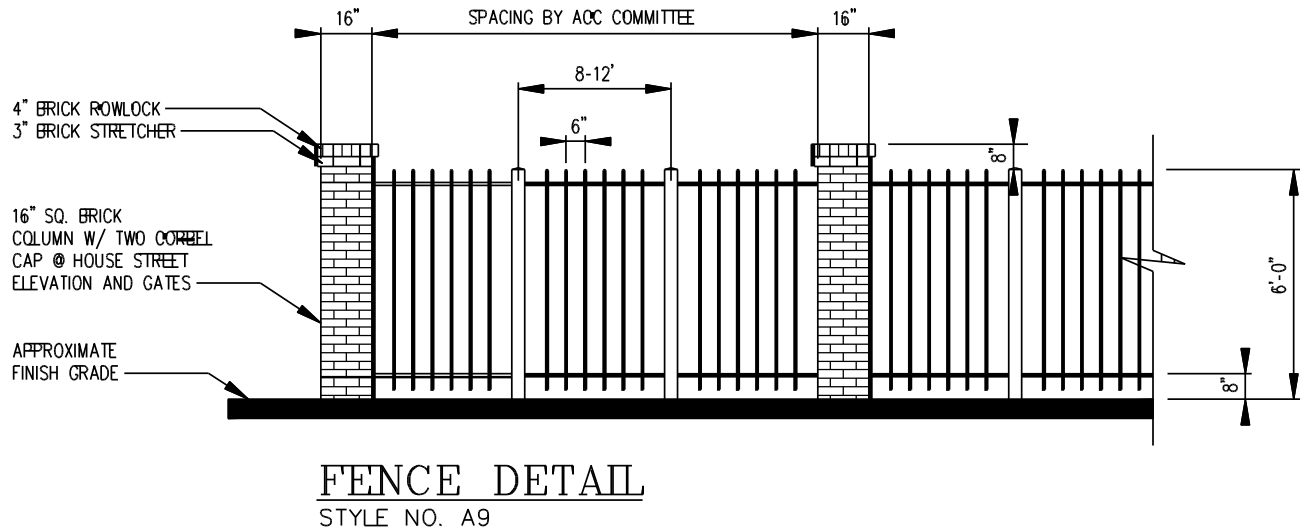 16" SPACING BY ACC COMMITTEE 16"
8-12'
4" BRICK ROWLOCK
3" BRICK STRETCHER
6"
8"
16" SQ. BRICK
COLUMN W/ TWO CORBEL
CAP @ HOUSE STREET
ELEVATION AND GATES
6'-0"
APPROXIMATE
FINISH GRADE
8"
FENCE DETAIL
STYLE NO. A9